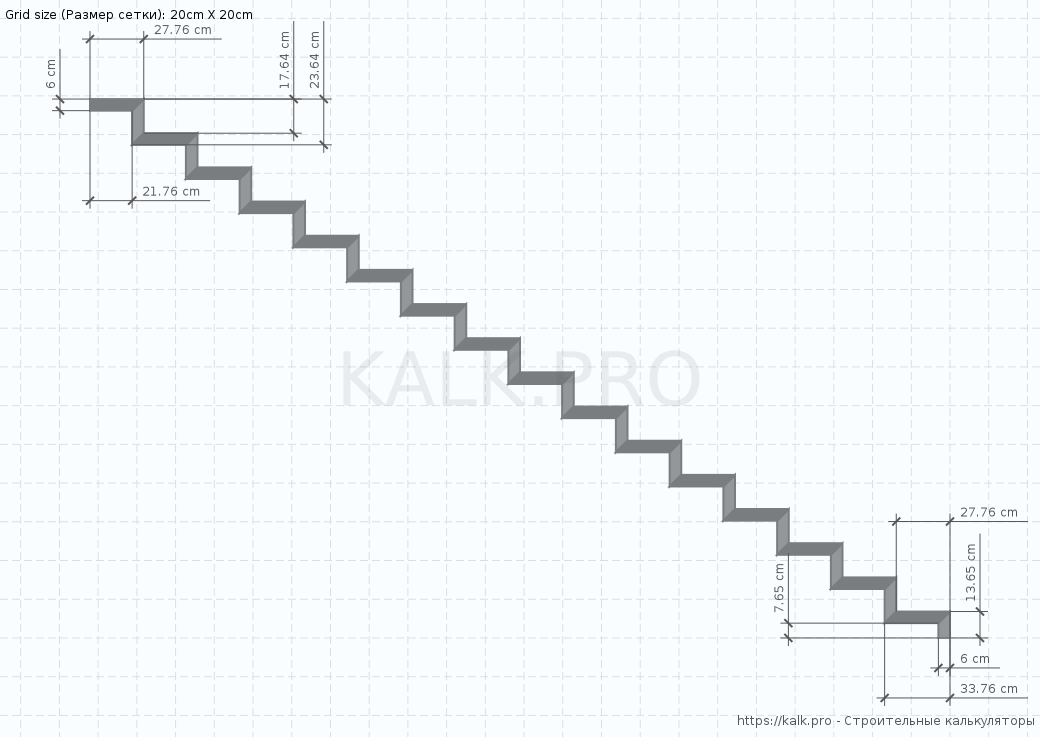 Grid size (Размер сетки): 20cm X 20cm
27.76 cm
6 cm
17.64 cm
23.64 cm
21.76 cm
KALK.PRO
27.76 cm
7.65 cm
13.65 cm
6 cm
33.76 cm
https://kalk.pro - Строительные калькуляторы